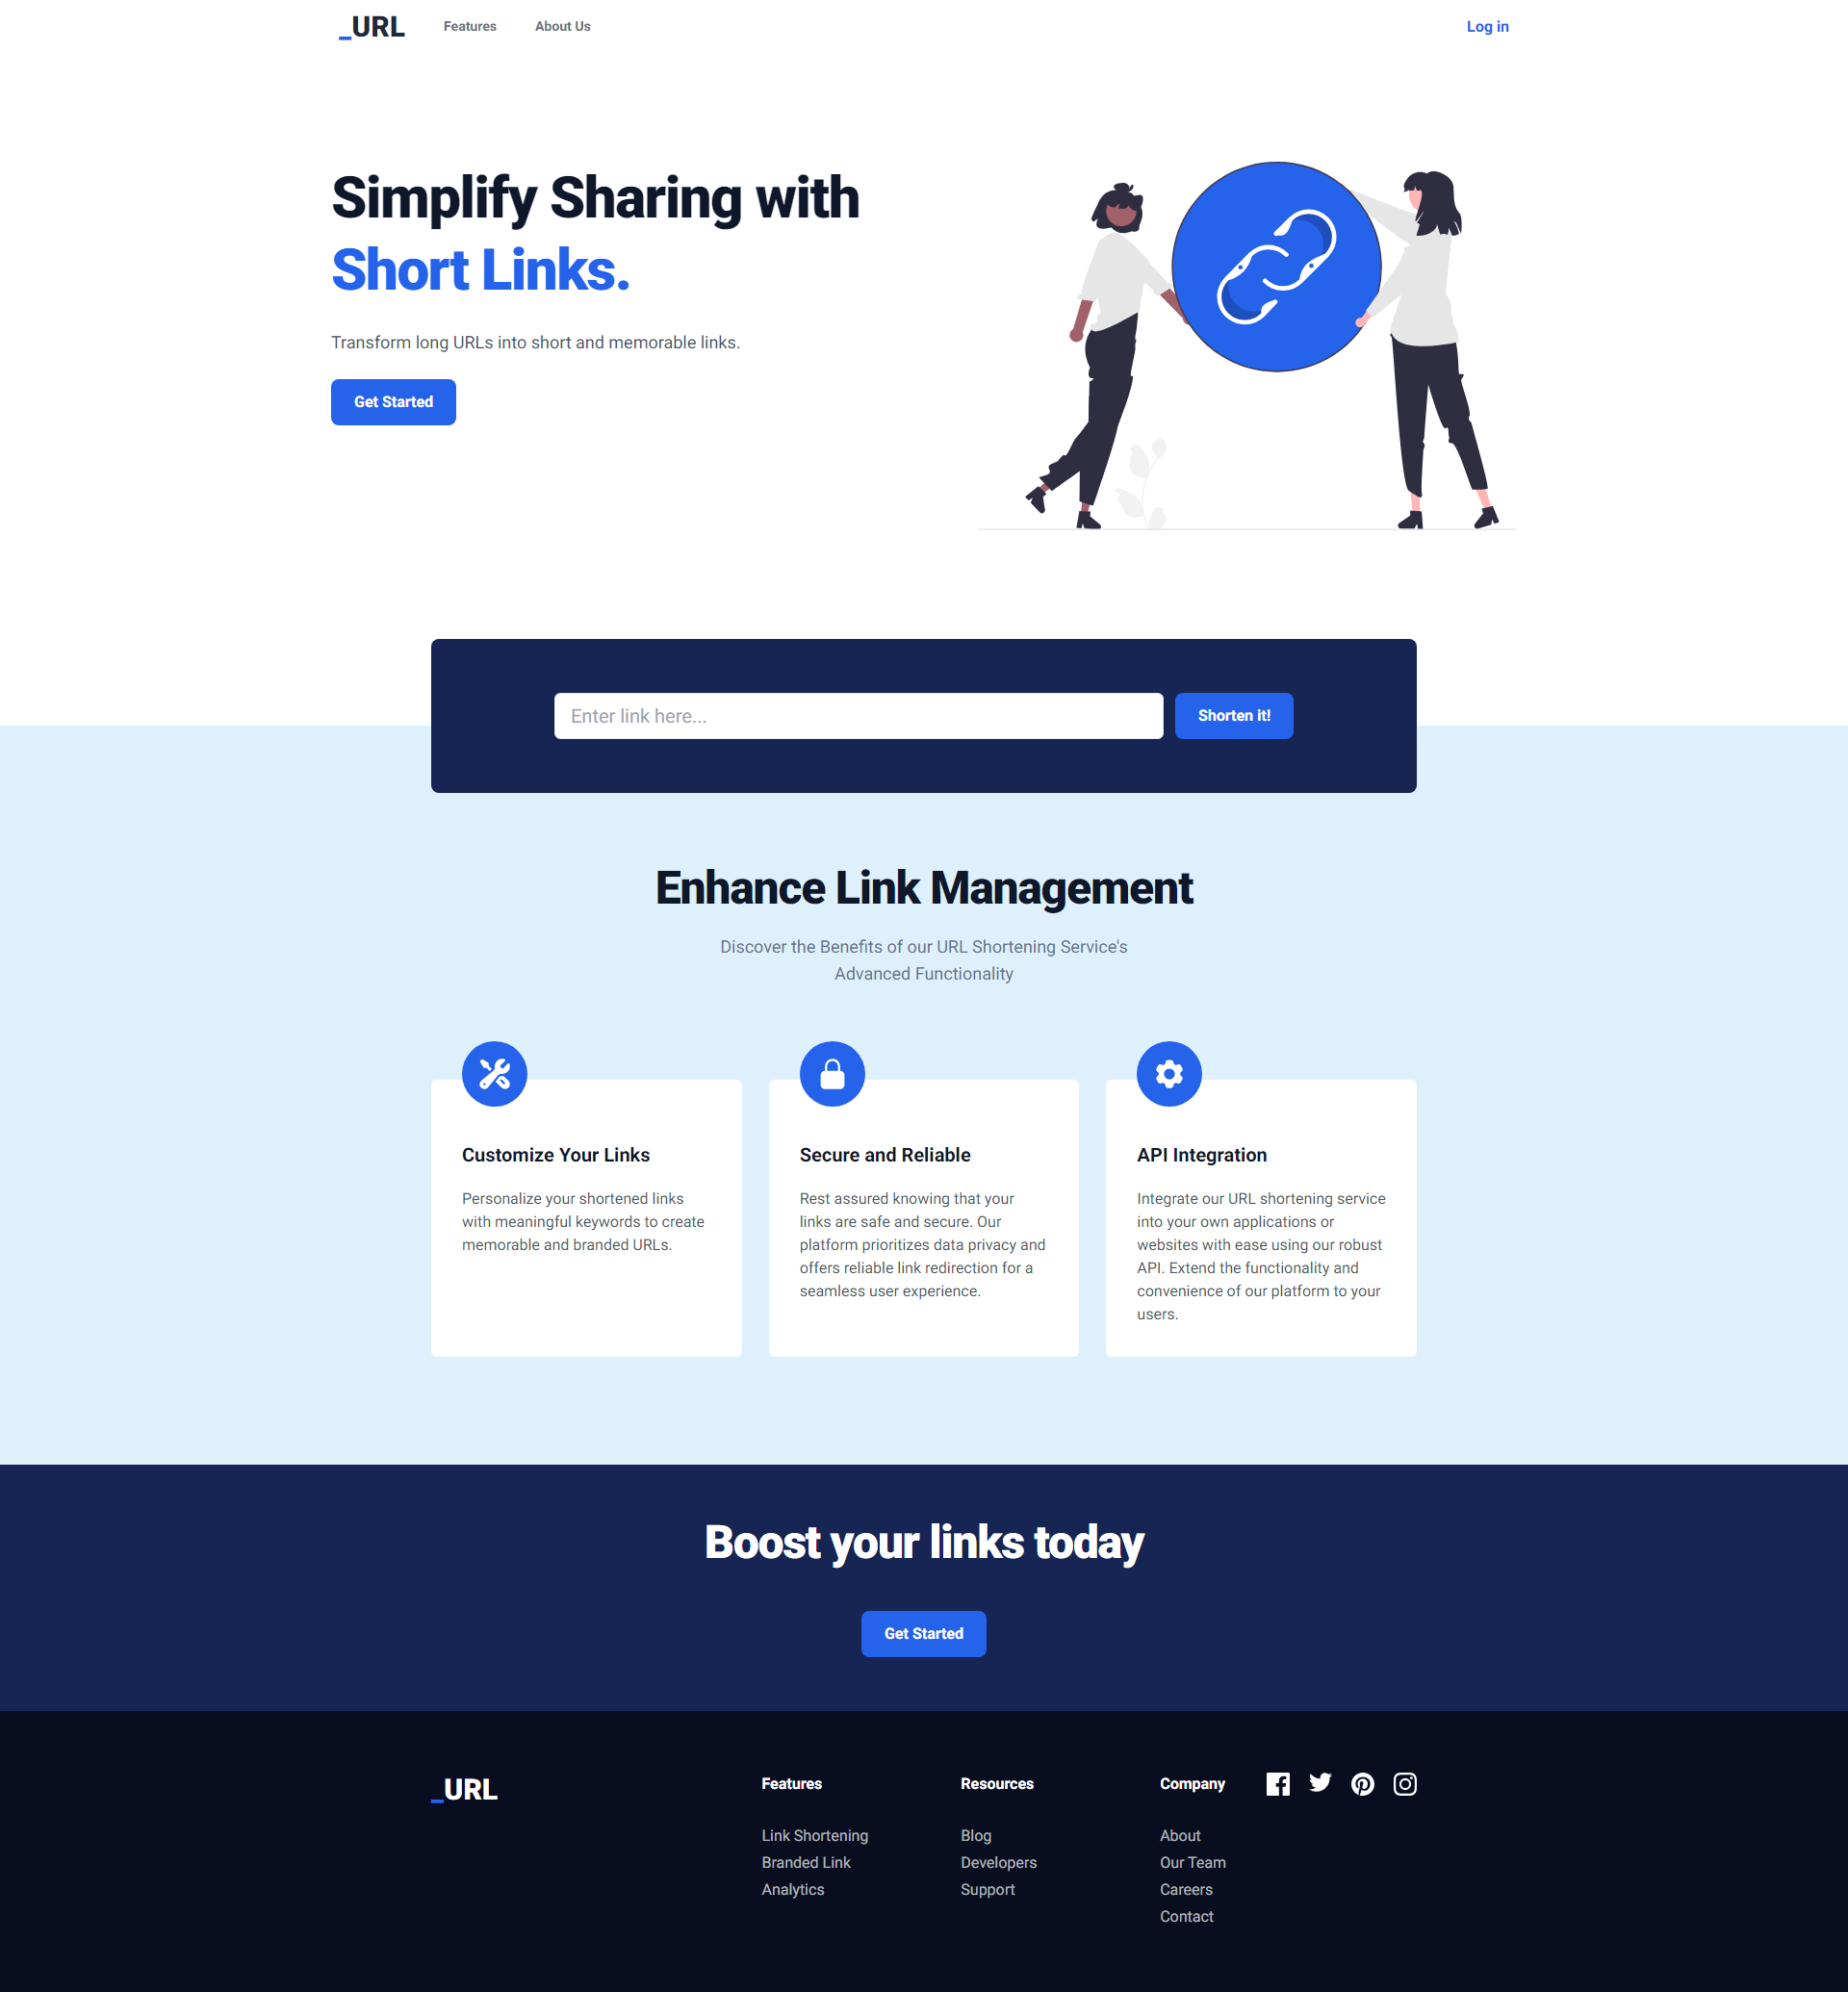 _URL
Features
About Us
Log in
Simplify Sharing with
Short Links.
Transform long URLs into short and memorable links.
Get Started
Enter link here...
Shorten it!
Enhance Link Management
Discover the Benefits of our URL Shortening Service's
Advanced Functionality
Customize Your Links
Personalize your shortened links
with meaningful keywords to create
memorable and branded URLs.
Secure and Reliable
Rest assured knowing that your
links are safe and secure. Our
platform prioritizes data privacy and
offers reliable link redirection for a
seamless user experience.
API Integration
Integrate our URL shortening service
into your own applications or
websites with ease using our robust
API. Extend the functionality and
convenience of our platform to your
users.
Boost your links today
Get Started
_URL
Features
Link Shortening
Branded Link
Analytics
Resources
Blog
Developers
Support
Company
About
Our Team
Careers
Contact